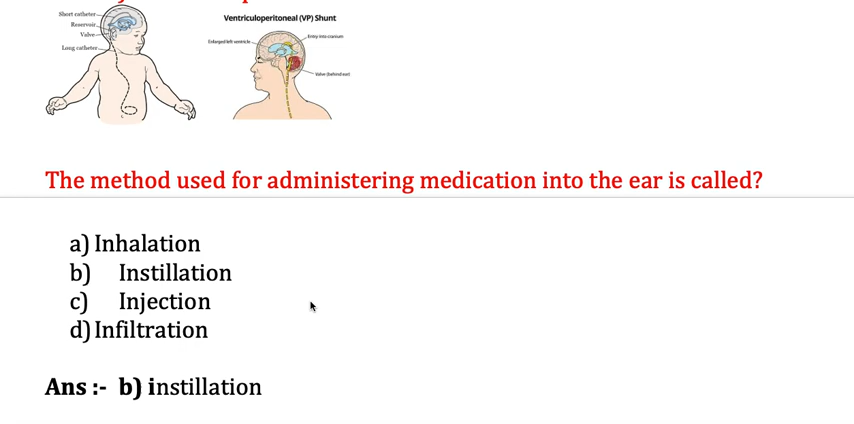 Short catheter
Reservoir
Valve
Long catheter
Ventriculoperitoneal (VP) Shunt
Enlarged left ventricle
Entry into cranium
Valve (behind ear)
The method used for administering medication into the ear is called?
a) Inhalation
b) Instillation
c) Injection
d) Infiltration
Ans :- b) instillation